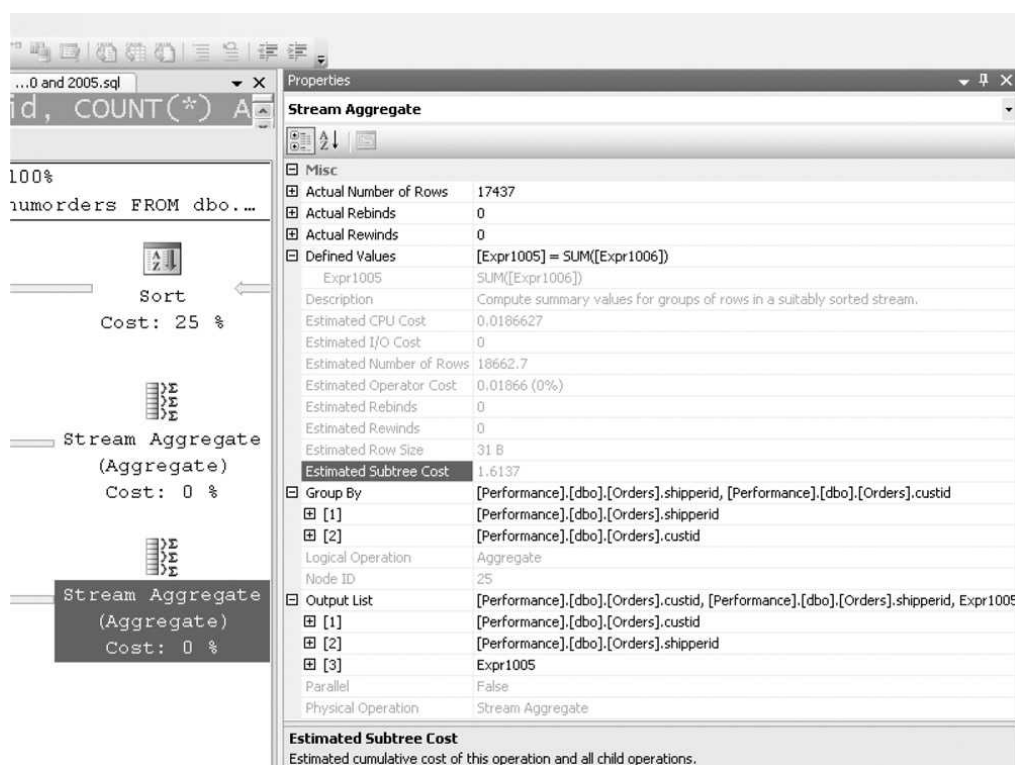 ...0 and 2005.sql
id, COUNT(*) A
100%
numorders FROM dbo....
Sort
Cost: 25 %
Stream Aggregate
(Aggregate)
Cost: 0 %
Stream Aggregate
(Aggregate)
Cost: 0 %
Properties
Stream Aggregate
Misc
Actual Number of Rows 17437
Actual Rebinds 0
Actual Rewinds 0
Defined Values [Expr1005] = SUM([Expr1006])
Expr1005 SUM([Expr1006])
Description Compute summary values for groups of rows in a suitably sorted stream.
Estimated CPU Cost 0.0186627
Estimated I/O Cost 0
Estimated Number of Rows 18662.7
Estimated Operator Cost 0.01866 (0%)
Estimated Rebinds 0
Estimated Rewinds 0
Estimated Row Size 31 B
Estimated Subtree Cost 1.6137
Group By [Performance].[dbo].[Orders].shipperid, [Performance].[dbo].[Orders].custid
[1] [Performance].[dbo].[Orders].shipperid
[2] [Performance].[dbo].[Orders].custid
Logical Operation Aggregate
Node ID 25
Output List [Performance].[dbo].[Orders].custid, [Performance].[dbo].[Orders].shipperid, Expr1005
[1] [Performance].[dbo].[Orders].custid
[2] [Performance].[dbo].[Orders].shipperid
[3] Expr1005
Parallel False
Physical Operation Stream Aggregate
Estimated Subtree Cost
Estimated cumulative cost of this operation and all child operations.